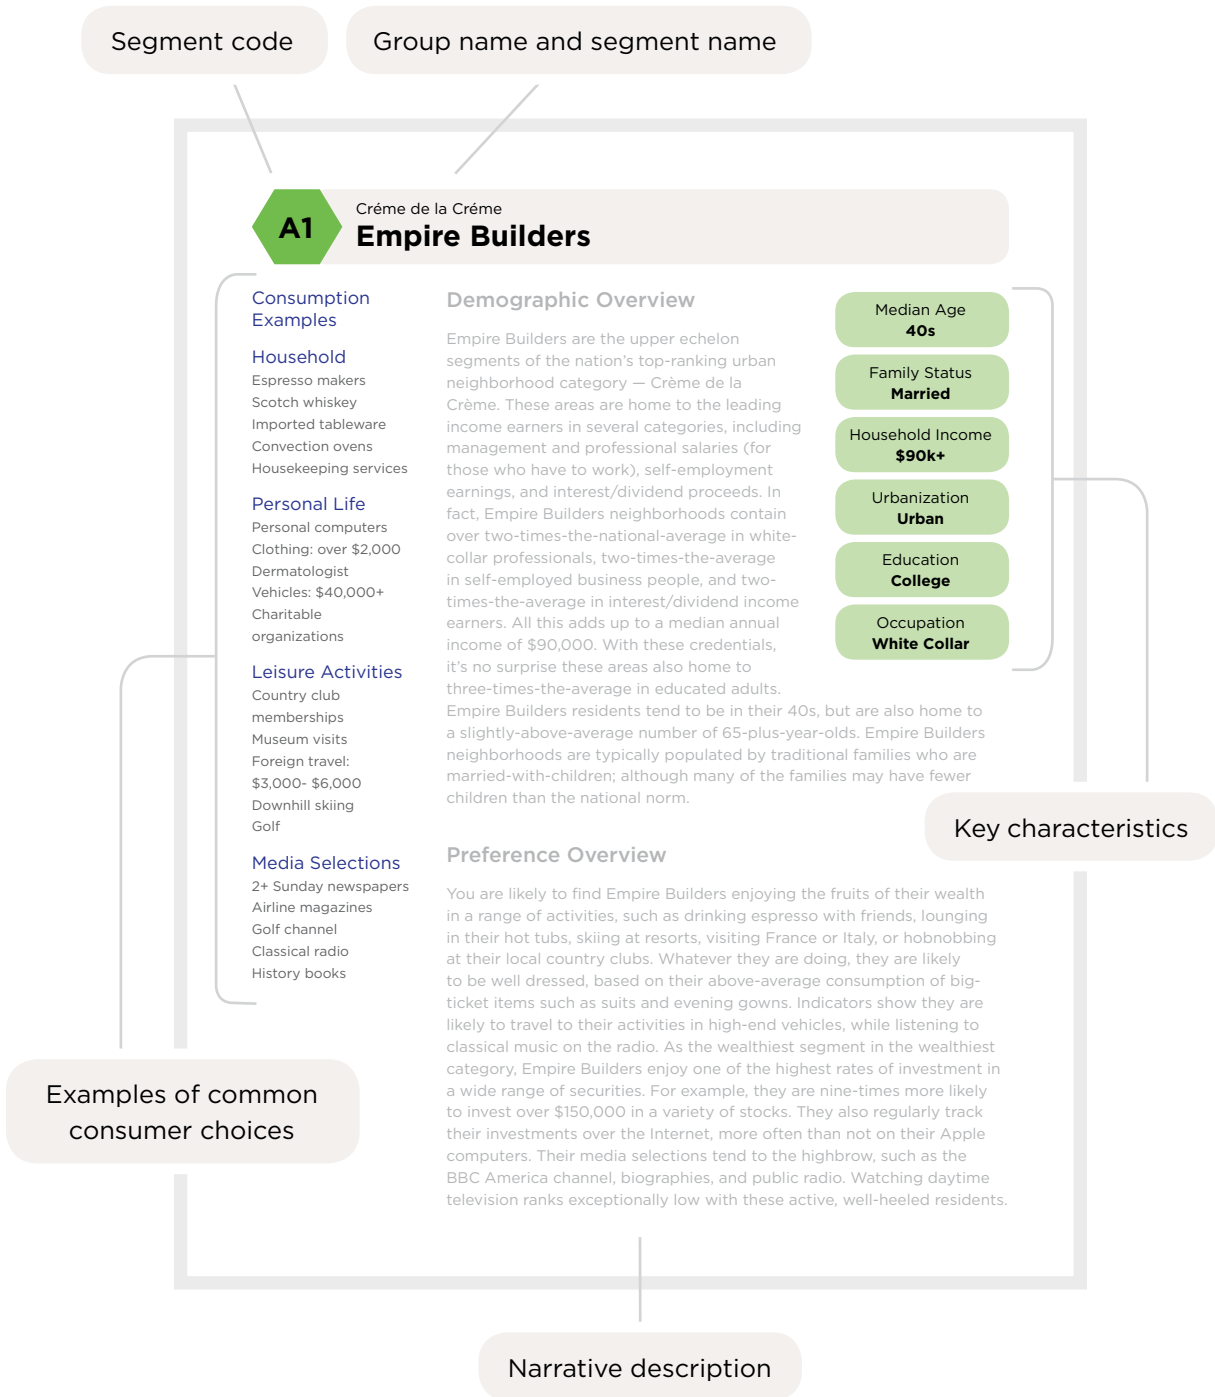 Segment code
Group name and segment name
A1
Créme de la Créme
Empire Builders
Consumption
Examples
Household
Espresso makers
Scotch whiskey
Imported tableware
Convection ovens
Housekeeping services
Personal Life
Personal computers
Clothing: over $2,000
Dermatologist
Vehicles: $40,000+
Charitable
organizations
Leisure Activities
Country club
memberships
Museum visits
Foreign travel:
$3,000- $6,000
Downhill skiing
Golf
Media Selections
2+ Sunday newspapers
Airline magazines
Golf channel
Classical radio
History books
Demographic Overview
Empire Builders are the upper echelon
segments of the nation's top-ranking urban
neighborhood category — Crème de la
Crème. These areas are home to the leading
income earners in several categories, including
management and professional salaries (for
those who have to work), self-employment
earnings, and interest/dividend proceeds. In
fact, Empire Builders neighborhoods contain
over two-times-the-national-average in white-
collar professionals, two-times-the-average
in self-employed business people, and two-
times-the-average in interest/dividend income
earners. All this adds up to a median annual
income of $90,000. With these credentials,
it's no surprise these areas also home to
three-times-the-average in educated adults.
Empire Builders residents tend to be in their 40s, but are also home to
a slightly-above-average number of 65-plus-year-olds. Empire Builders
neighborhoods are typically populated by traditional families who are
married-with-children; although many of the families may have fewer
children than the national norm.
Preference Overview
You are likely to find Empire Builders enjoying the fruits of their wealth
in a range of activities, such as drinking espresso with friends, lounging
in their hot tubs, skiing at resorts, visiting France or Italy, or hobnobbing
at their local country clubs. Whatever they are doing, they are likely
to be well dressed, based on their above-average consumption of big-
ticket items such as suits and evening gowns. Indicators show they are
likely to travel to their activities in high-end vehicles, while listening to
classical music on the radio. As the wealthiest segment in the wealthiest
category, Empire Builders enjoy one of the highest rates of investment in
a wide range of securities. For example, they are nine-times more likely
to invest over $150,000 in a variety of stocks. They also regularly track
their investments over the Internet, more often than not on their Apple
computers. Their media selections tend to the highbrow, such as the
BBC America channel, biographies, and public radio. Watching daytime
television ranks exceptionally low with these active, well-heeled residents.
Median Age
40s
Family Status
Married
Household Income
$90k+
Urbanization
Urban
Education
College
Occupation
White Collar
Key characteristics
Examples of common
consumer choices
Narrative description